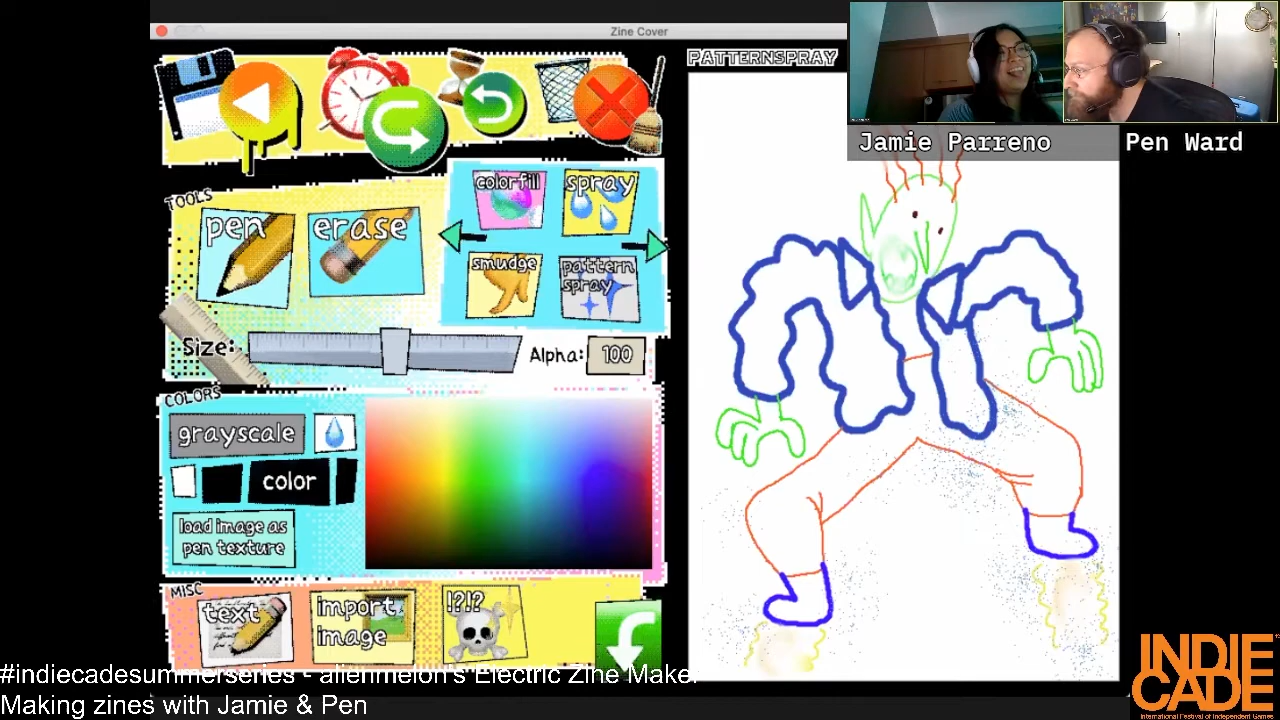 Zine Cover
PATTERNSPRAY
Jamie Parreno
Pen Ward
TOOLS
pen
erase
colorfill
spray
smudge
pattern
spray
Size:
Alpha: 100
COLORS
grayscale
color
load image as
pen texture
MISC
text
import
image
!?!?
#indiecadesummerseries - alienmelon's Electric Zine Maker
Making zines with Jamie & Pen
INDIE
CADE
International Festival of Independent Games